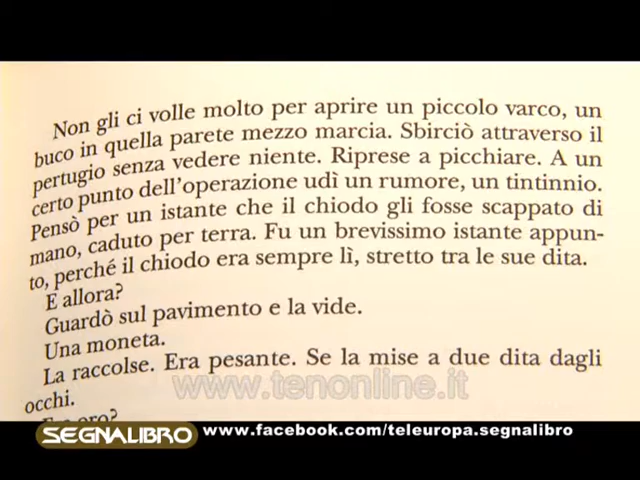 Non gli ci volle molto per aprire un piccolo varco, un
buco in quella parete mezzo marcia. Sbirciò attraverso il
pertugio senza vedere niente. Riprese a picchiare. A un
certo punto dell'operazione udì un rumore, un tintinnio.
Pensò per un istante che il chiodo gli fosse scappato di
mano, caduto per terra. Fu un brevissimo istante appun-
to, perché il chiodo era sempre lì, stretto tra le sue dita.
E allora?
Guardò sul pavimento e la vide.
Una moneta.
La raccolse. Era pesante. Se la mise a due dita dagli
occhi.
www.tenonline.it
SEGNALIBRO www.facebook.com/teleuropa.segnalibro